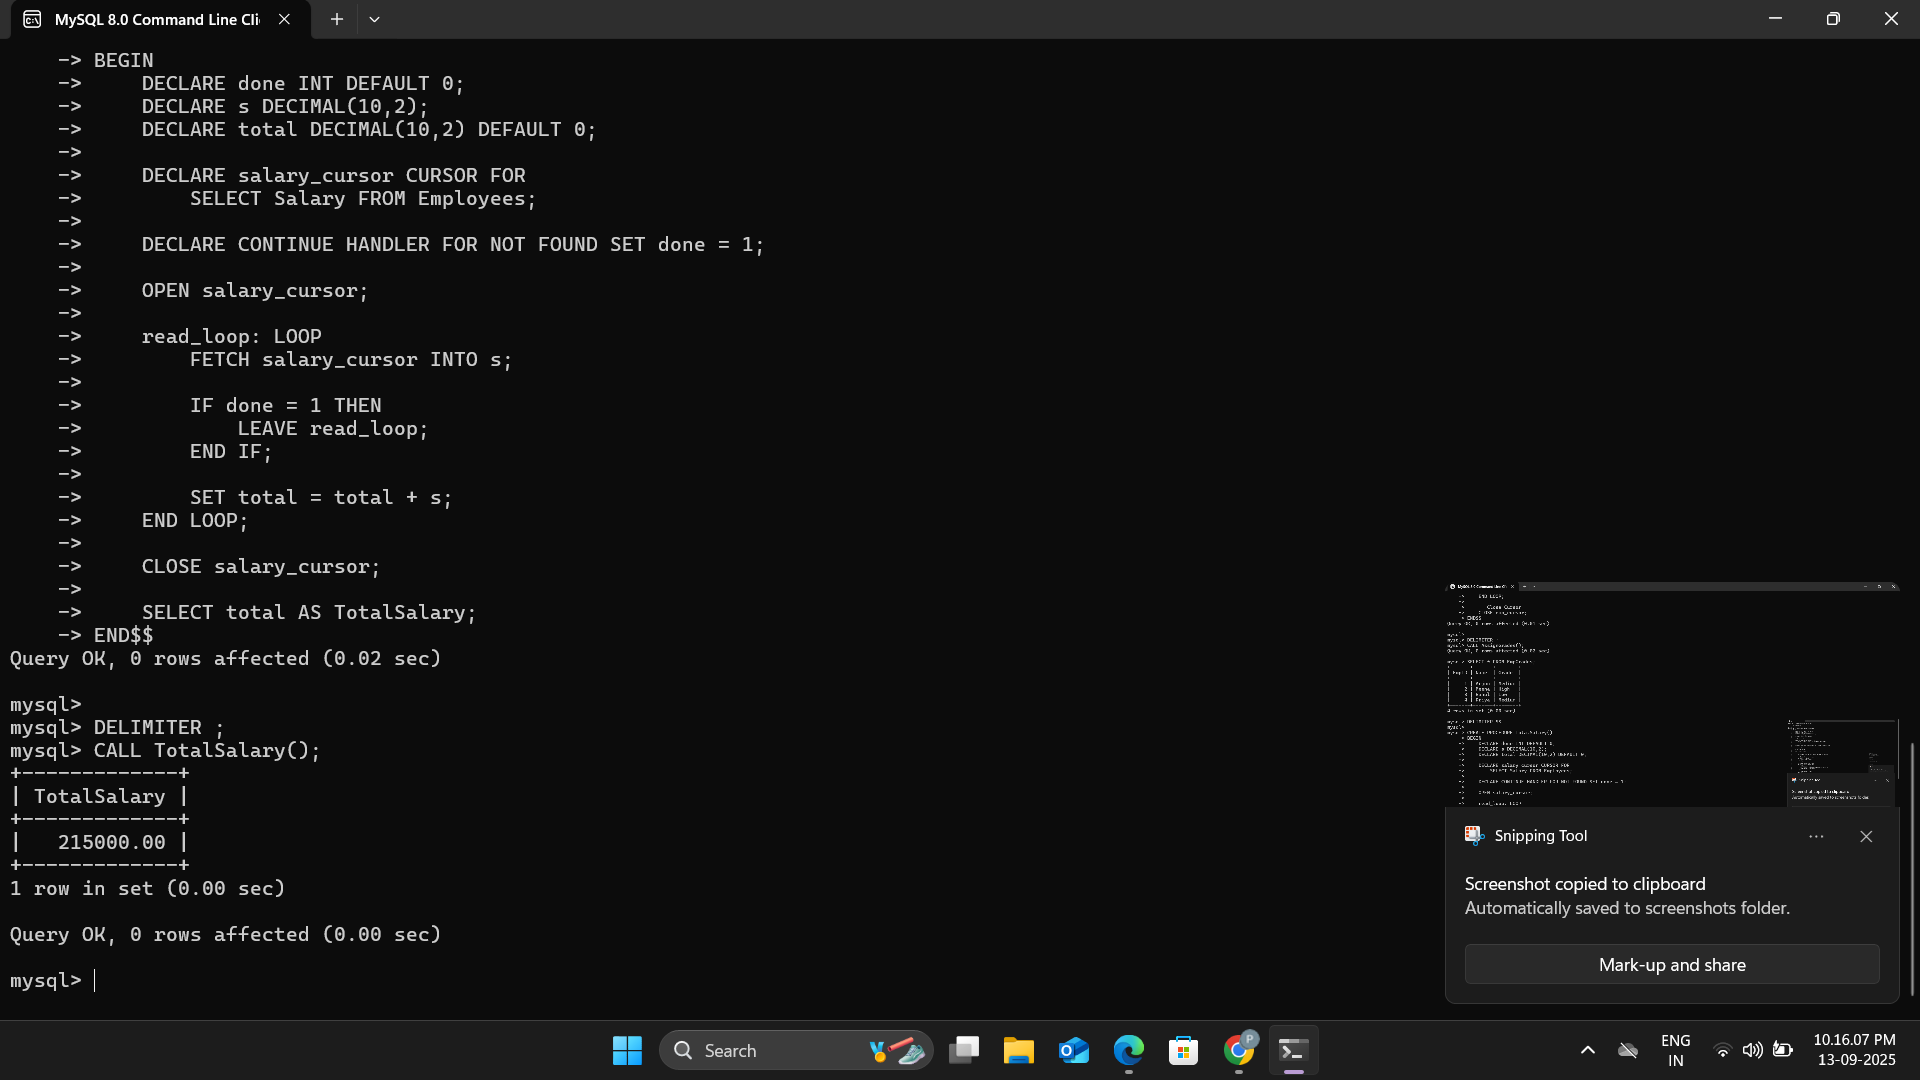 MySQL 8.0 Command Line Cli
-> BEGIN
->     DECLARE done INT DEFAULT 0;
->     DECLARE s DECIMAL(10,2);
->     DECLARE total DECIMAL(10,2) DEFAULT 0;
->
->     DECLARE salary_cursor CURSOR FOR
->         SELECT Salary FROM Employees;
->
->     DECLARE CONTINUE HANDLER FOR NOT FOUND SET done = 1;
->
->     OPEN salary_cursor;
->
->     read_loop: LOOP
->         FETCH salary_cursor INTO s;
->
->         IF done = 1 THEN
->             LEAVE read_loop;
->         END IF;
->
->         SET total = total + s;
->     END LOOP;
->
->     CLOSE salary_cursor;
->
->     SELECT total AS TotalSalary;
-> END$$
Query OK, 0 rows affected (0.02 sec)
mysql>
mysql> DELIMITER ;
mysql> CALL TotalSalary();
+-------------+
| TotalSalary |
+-------------+
|   215000.00 |
+-------------+
1 row in set (0.00 sec)
Query OK, 0 rows affected (0.00 sec)
mysql>
Snipping Tool
Screenshot copied to clipboard
Automatically saved to screenshots folder.
Mark-up and share
Search
P
ENG
IN
10.16.07 PM
13-09-2025